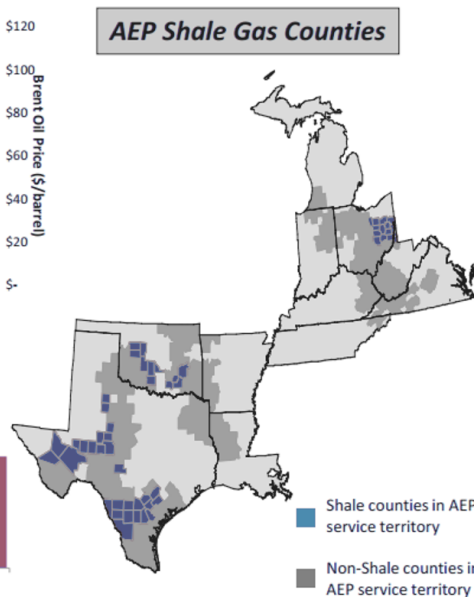 AEP Shale Gas Counties
$120
$100
$80
$60
$40
$20
$-
Brent Oil Price ($/barrel)
Shale counties in AEP
service territory
Non-Shale counties in
AEP service territory